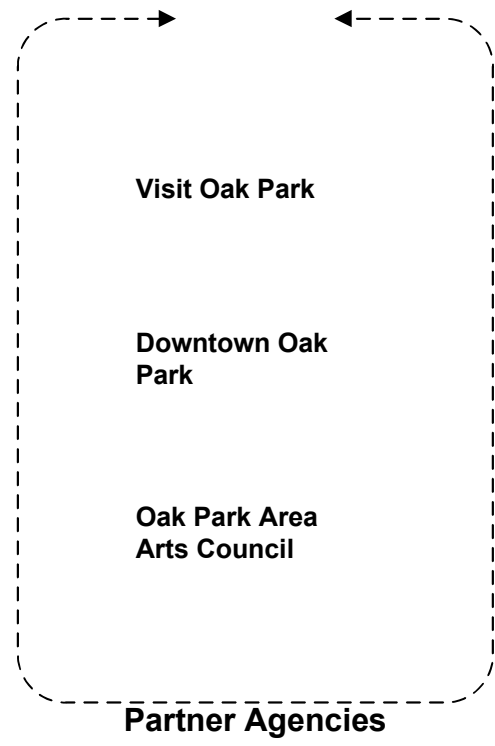 Visit Oak Park
Downtown Oak
Park
Oak Park Area
Arts Council
Partner Agencies